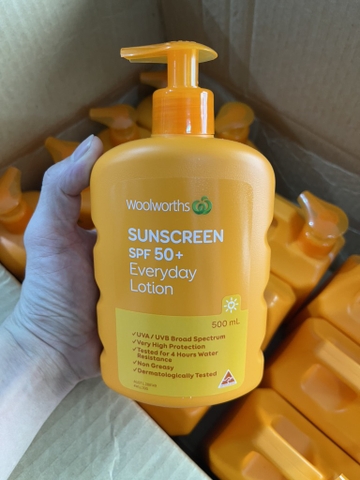 woolworths
SUNSCREEN
SPF 50+
Everyday
Lotion
500 mL
✓UVA / UVB Broad Spectrum
✓Very High Protection
✓Tested for 4 Hours Water
Resistance
✓Non Greasy
✓Dermatologically Tested